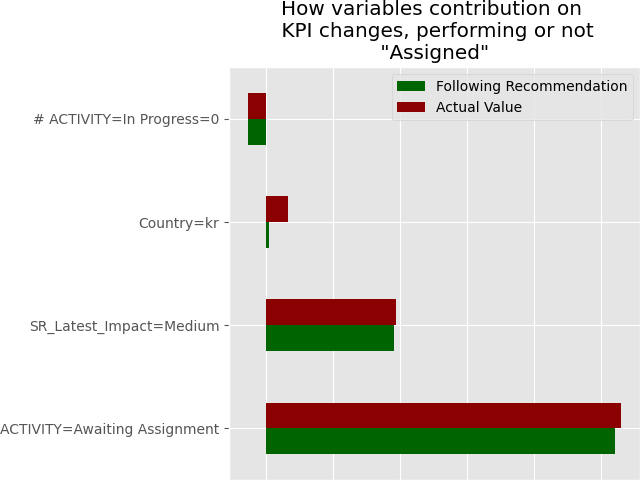 How variables contribution on
KPI changes, performing or not
"Assigned"
Following Recommendation
Actual Value
# ACTIVITY=In Progress=0
Country=kr
SR_Latest_Impact=Medium
ACTIVITY=Awaiting Assignment